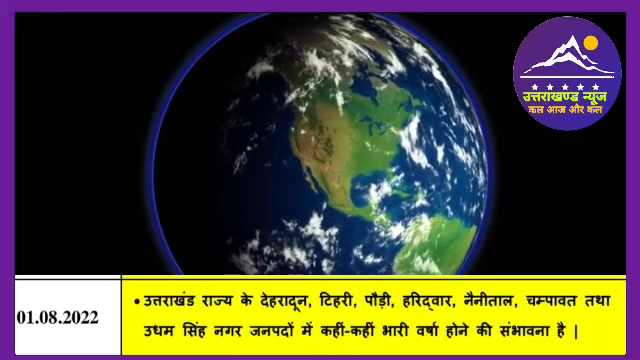 उत्तराखण्ड न्यूज
कल आज और कल
01.08.2022
• उत्तराखंड राज्य के देहरादून, टिहरी, पौड़ी, हरिद्वार, नैनीताल, चम्पावत तथा
उधम सिंह नगर जनपदों में कहीं-कहीं भारी वर्षा होने की संभावना है |